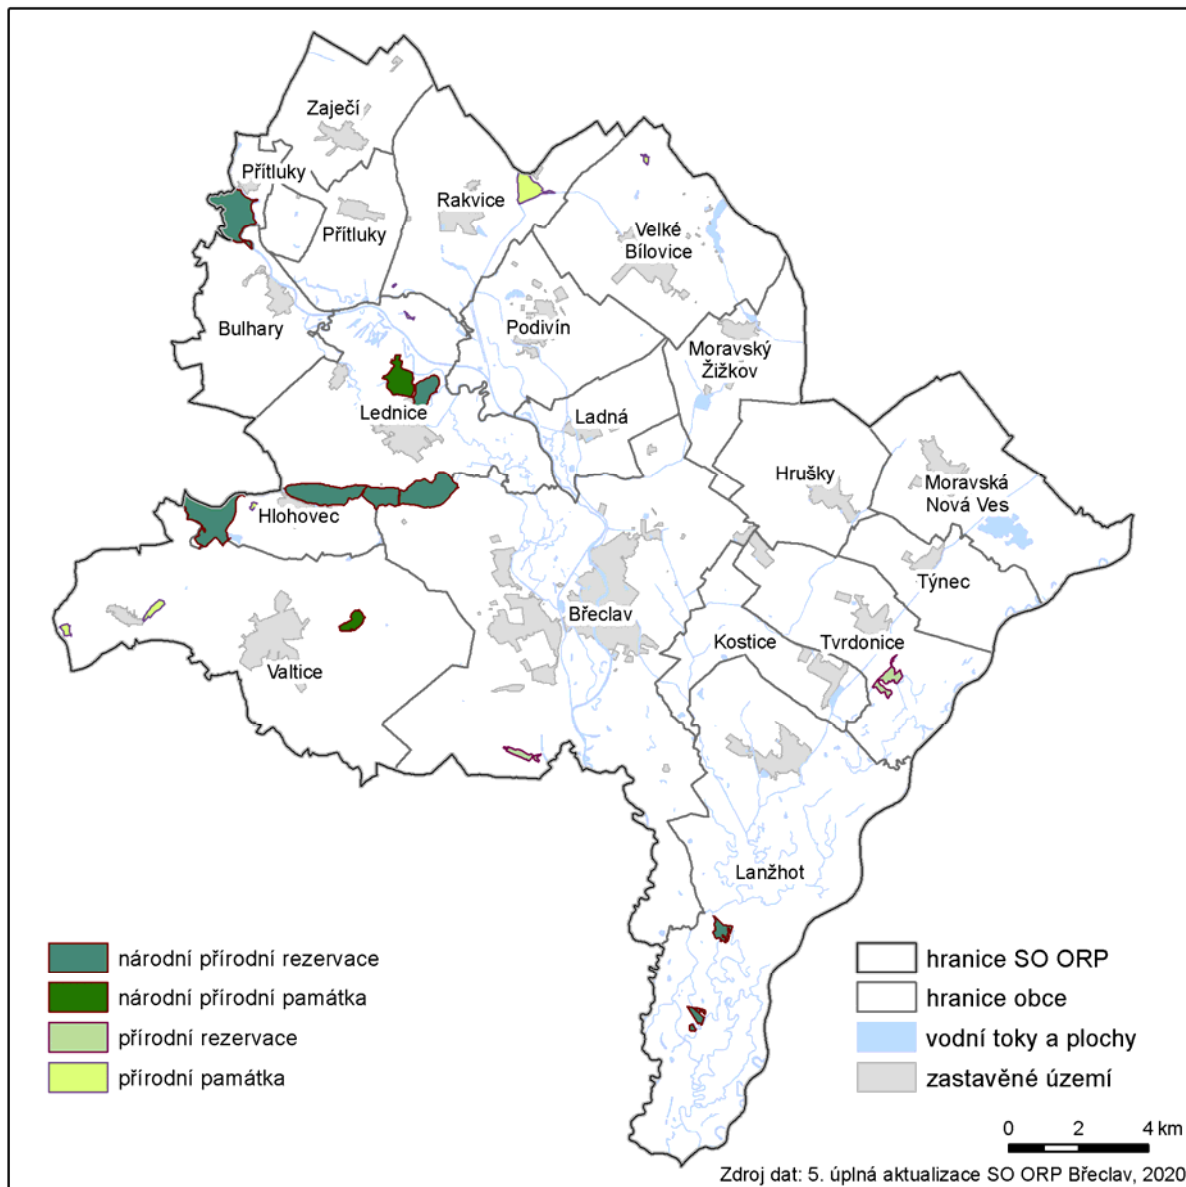 Zaječí
Přítluky
Přítluky
Rakvice
Velké
Bílovice
Bulhary
Podivín
Moravský
Žižkov
Lednice
Ladná
Hrušky
Moravská
Nová Ves
Hlohovec
Týnec
Břeclav
Kostice
Tvrdonice
Valtice
Lanžhot
národní přírodní rezervace
národní přírodní památka
přírodní rezervace
přírodní památka
hranice SO ORP
hranice obce
vodní toky a plochy
zastavěné území
0 2 4 km
Zdroj dat: 5. úplná aktualizace SO ORP Břeclav, 2020